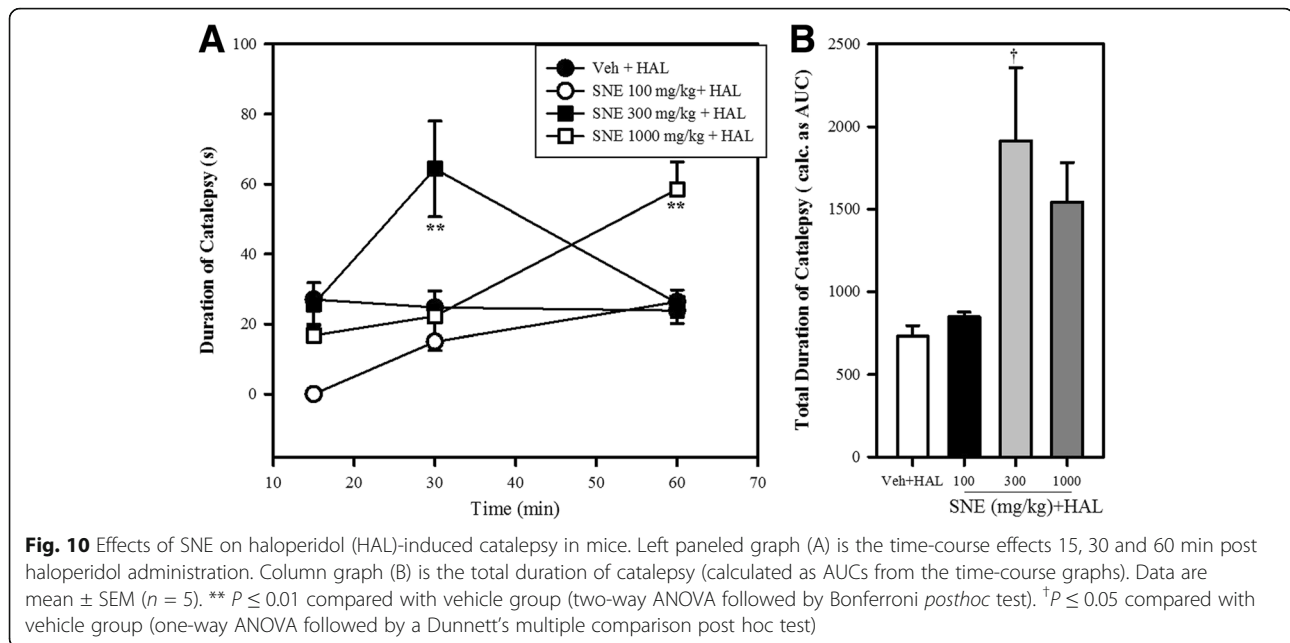 A
B
100
80
60
40
20
0
Duration of Catalepsy (s)
Veh + HAL
SNE 100 mg/kg+ HAL
SNE 300 mg/kg + HAL
SNE 1000 mg/kg + HAL
**
**
10 20 30 40 50 60 70
Time (min)
2500
2000
1500
1000
500
0
Total Duration of Catalepsy ( calc. as AUC)
†
Veh+HAL 100 300 1000
SNE (mg/kg)+HAL
Fig. 10 Effects of SNE on haloperidol (HAL)-induced catalepsy in mice. Left paneled graph (A) is the time-course effects 15, 30 and 60 min post
haloperidol administration. Column graph (B) is the total duration of catalepsy (calculated as AUCs from the time-course graphs). Data are
mean ± SEM (n = 5). ** P ≤ 0.01 compared with vehicle group (two-way ANOVA followed by Bonferroni posthoc test). †P ≤ 0.05 compared with
vehicle group (one-way ANOVA followed by a Dunnett's multiple comparison post hoc test)